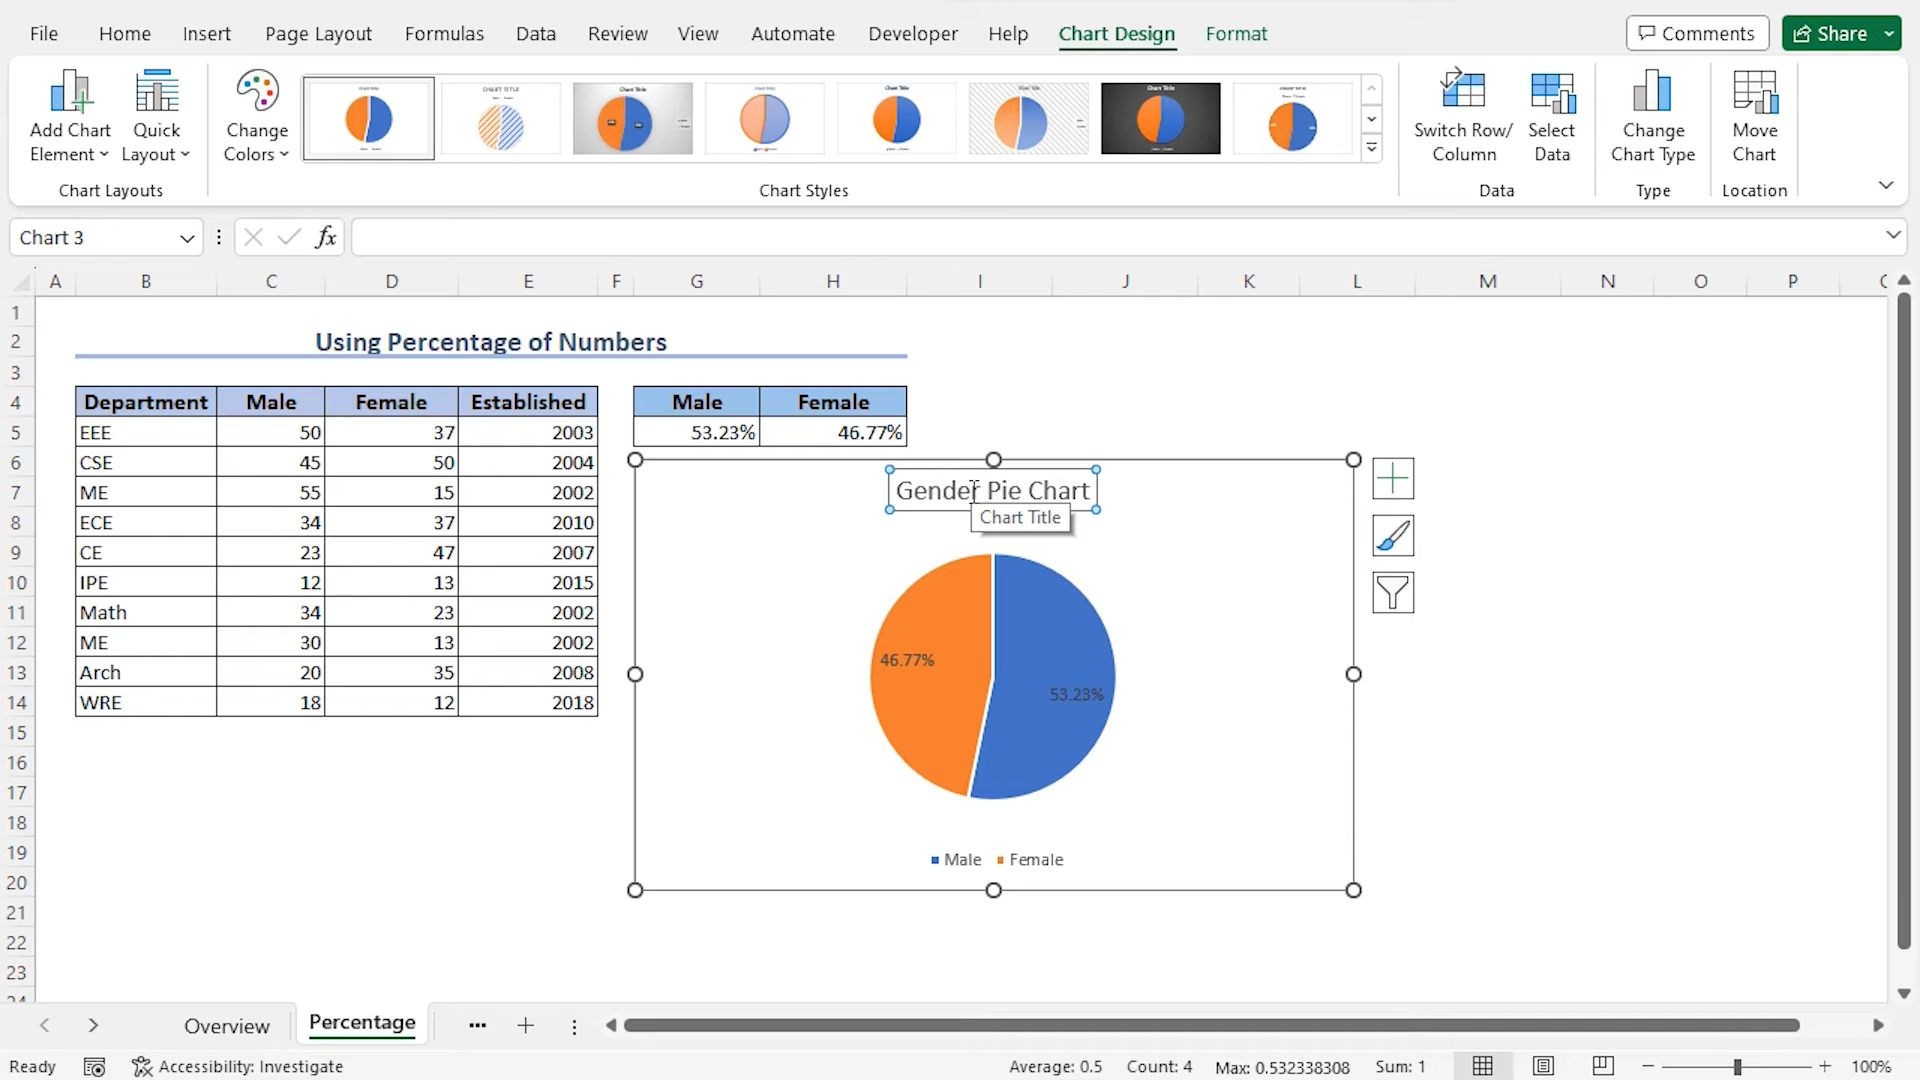 File Home Insert Page Layout Formulas Data Review View Automate Developer Help Chart Design Format Comments Share
Add Chart Element
Quick Layout
Change Colors
Switch Row/ Column
Select Data
Change Chart Type
Move Chart
Chart Layouts Chart Styles Data Type Location
Chart 3 fx
A B C D E F G H I J K L M N O P
1
2 Using Percentage of Numbers
3
4 Department Male Female Established Male Female
5 EEE 50 37 2003 53.23% 46.77%
6 CSE 45 50 2004
7 ME 55 15 2002 Gender Pie Chart
8 ECE 34 37 2010 Chart Title
9 CE 23 47 2007
10 IPE 12 13 2015
11 Math 34 23 2002
12 ME 30 13 2002 46.77%
13 Arch 20 35 2008 53.23%
14 WRE 18 12 2018
15
16
17
18
19 Male Female
20
21
22
23
Overview Percentage
Ready Accessibility: Investigate Average: 0.5 Count: 4 Max: 0.532338308 Sum: 1 100%